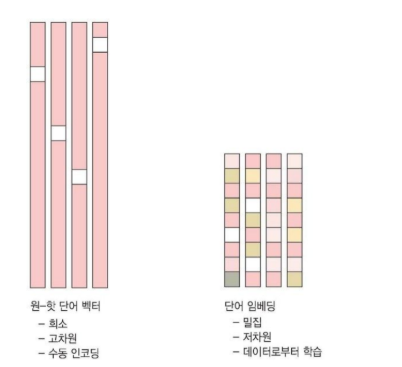 원-핫 단어 벡터
– 희소
– 고차원
– 수동 인코딩
단어 임베딩
– 밀집
– 저차원
– 데이터로부터 학습